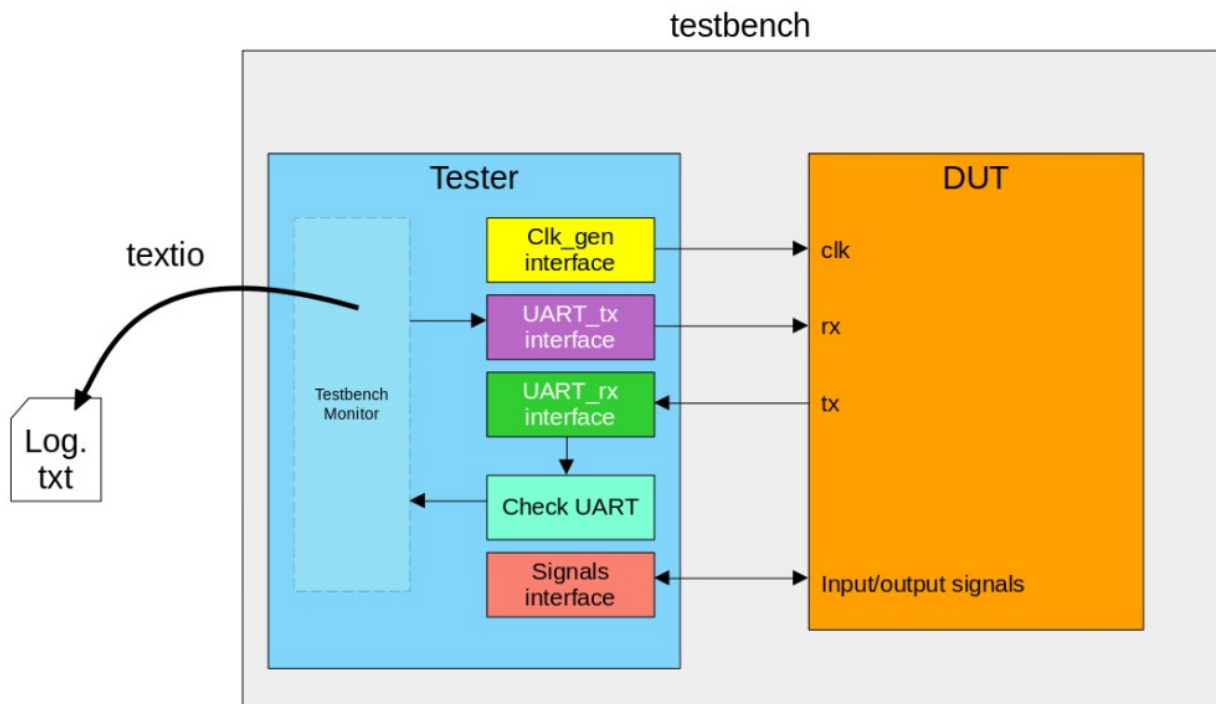 testbench
Tester
DUT
Clk_gen
interface
clk
textio
UART_tx
interface
rx
UART_rx
interface
tx
Testbench
Monitor
Log.
txt
Check UART
Signals
interface
Input/output signals